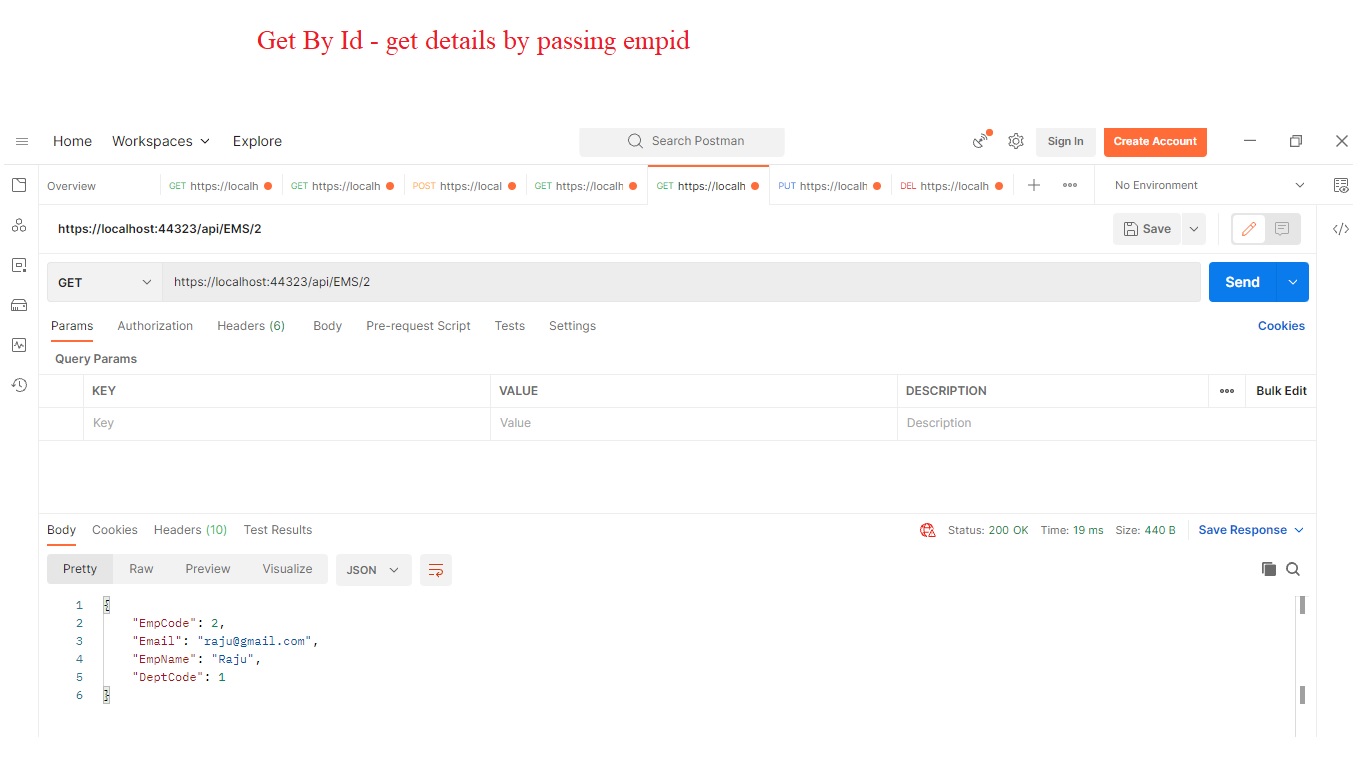 Get By Id - get details by passing empid
Home Workspaces Explore Search Postman Sign In Create Account
Overview GET https://localh GET https://localh POST https://local GET https://localh GET https://localh PUT https://localh DEL https://localh No Environment
https://localhost:44323/api/EMS/2 Save
GET https://localhost:44323/api/EMS/2 Send
Params Authorization Headers (6) Body Pre-request Script Tests Settings Cookies
Query Params
KEY VALUE DESCRIPTION Bulk Edit
Key Value Description
Body Cookies Headers (10) Test Results Status: 200 OK Time: 19 ms Size: 440 B Save Response
Pretty Raw Preview Visualize JSON
1 {
2 "EmpCode": 2,
3 "Email": "raju@gmail.com",
4 "EmpName": "Raju",
5 "DeptCode": 1
6 }